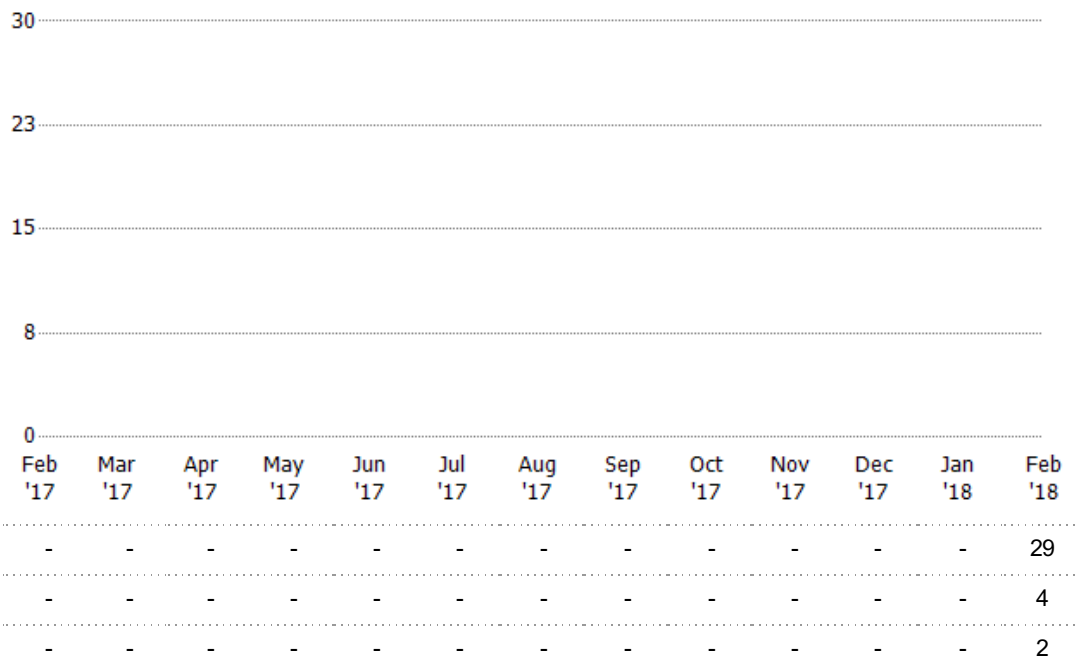 30
23
15
8
0
Feb Mar Apr May Jun Jul Aug Sep Oct Nov Dec Jan Feb
'17 '17 '17 '17 '17 '17 '17 '17 '17 '17 '17 '18 '18
- - - - - - - - - - - - 29
- - - - - - - - - - - - 4
- - - - - - - - - - - - 2